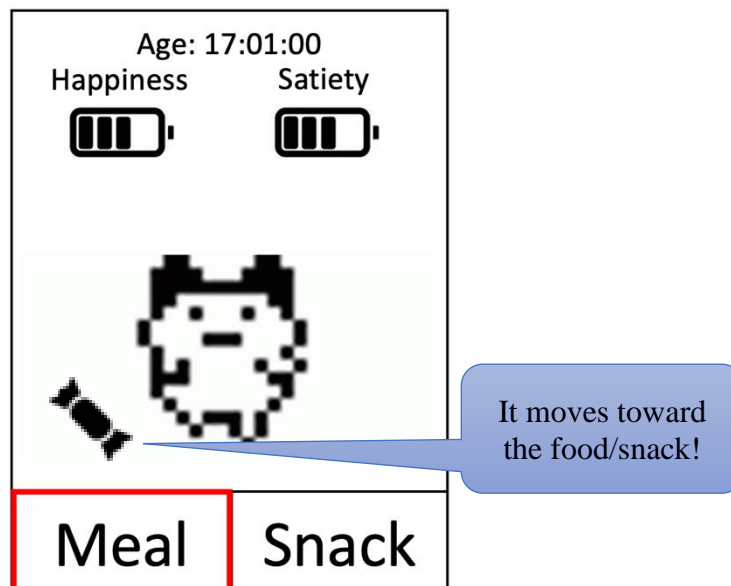 Age: 17:01:00
Happiness Satiety
It moves toward
the food/snack!
Meal Snack